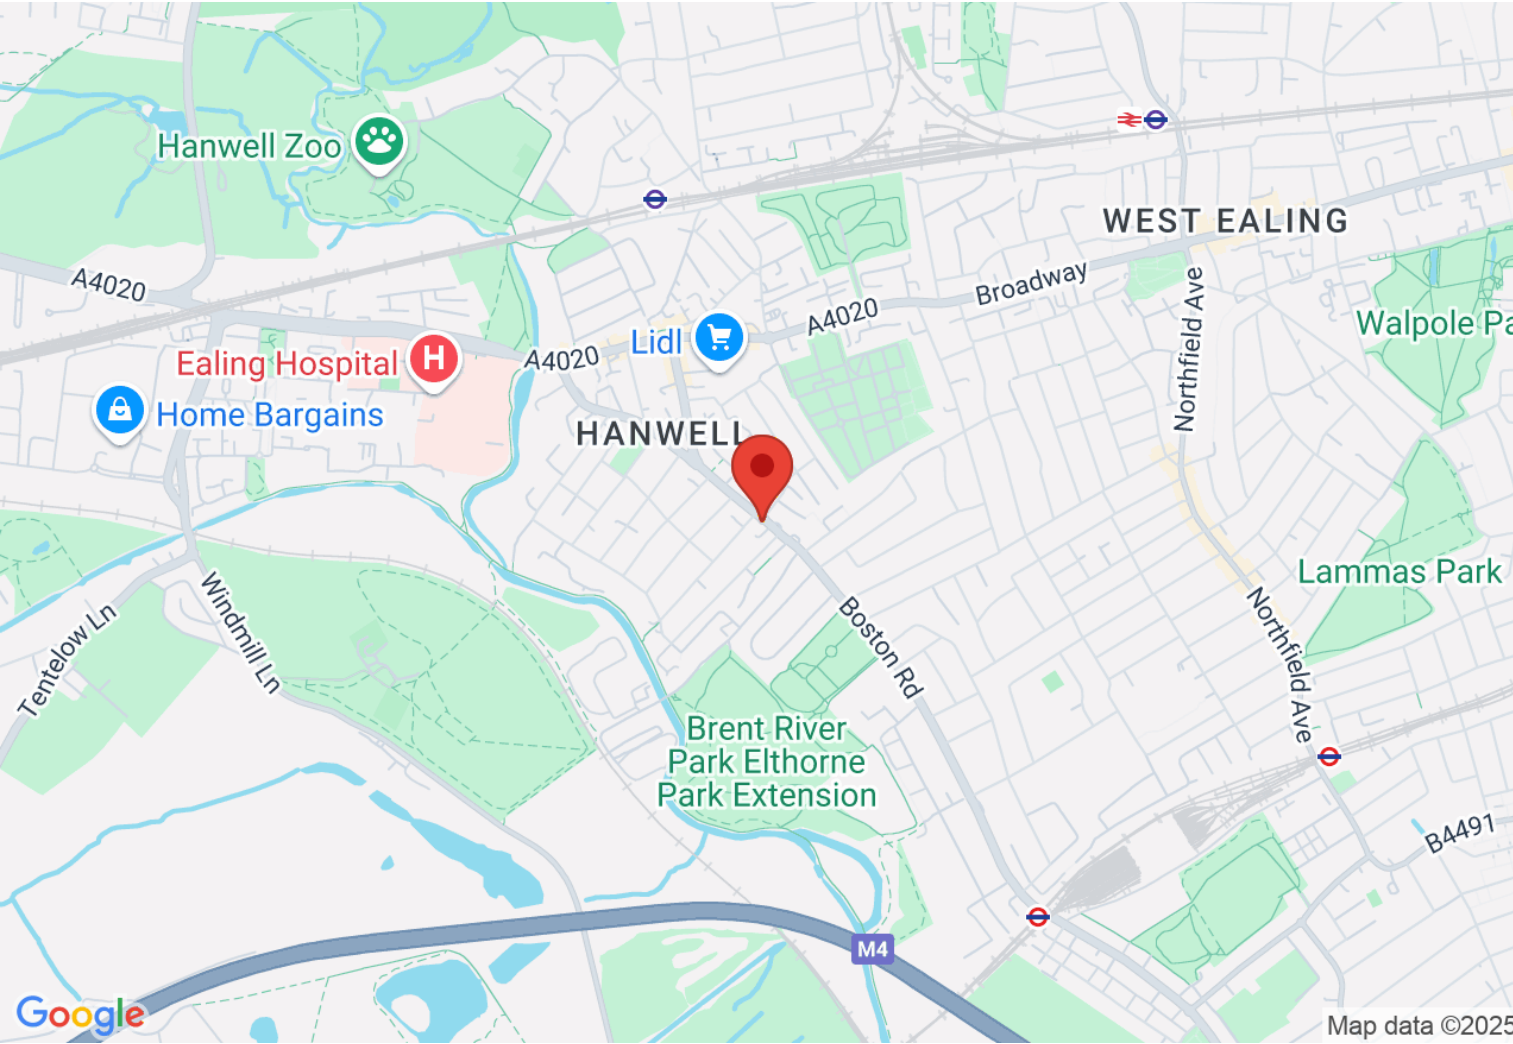 Hanwell Zoo
WEST EALING
A4020
Broadway
A4020
Walpole Pa
Lidl
A4020
Ealing Hospital
H
Northfield Ave
Home Bargains
HANWELL
Lammas Park
Windmill Ln
Tentelow Ln
Boston Rd
Northfield Ave
Brent River
Park Elthorne
Park Extension
B4491
M4
Google
Map data ©2025